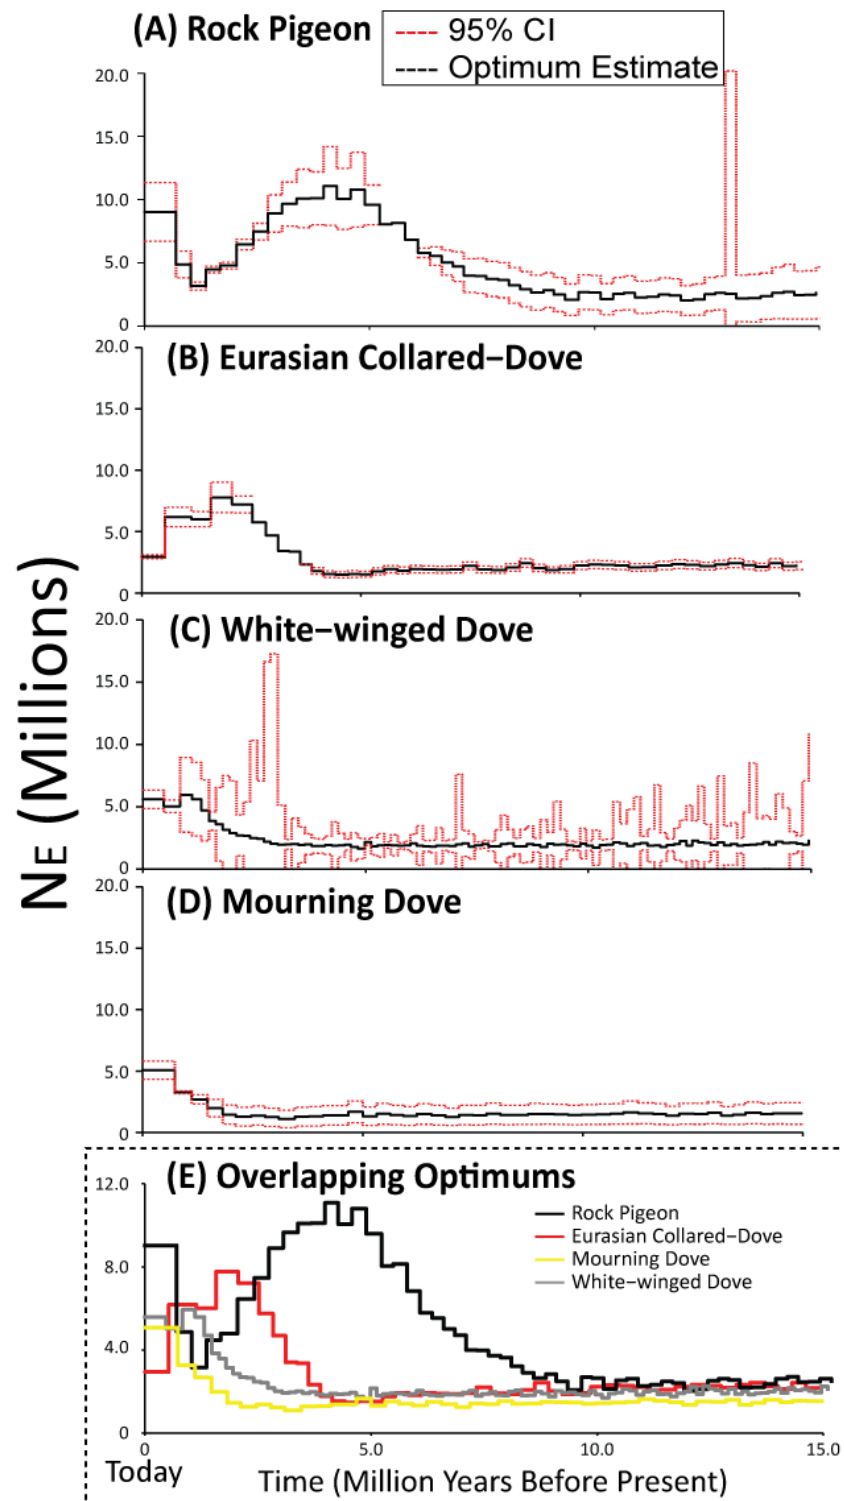 (A) Rock Pigeon
95% CI
Optimum Estimate
20.0
15.0
10.0
5.0
0
(B) Eurasian Collared–Dove
20.0
15.0
10.0
5.0
0
(C) White–winged Dove
20.0
15.0
10.0
5.0
0
NE (Millions)
(D) Mourning Dove
20.0
15.0
10.0
5.0
0
(E) Overlapping Optimums
12.0
8.0
4.0
0
Rock Pigeon
Eurasian Collared–Dove
Mourning Dove
White–winged Dove
0 5.0 10.0 15.0
Today
Time (Million Years Before Present)